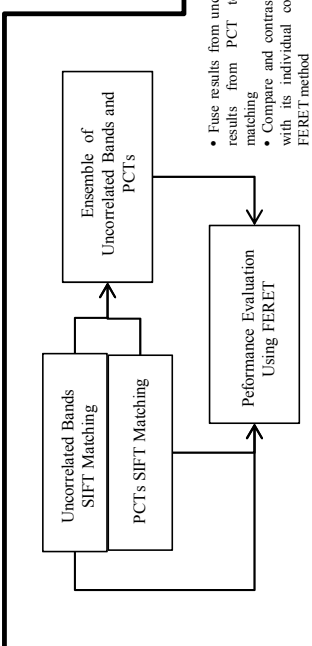 Uncorrelated Bands
SIFT Matching
PCTs SIFT Matching
Ensemble of
Uncorrelated Bands and
PCTs
Peformance Evaluation
Using FERET
• Fuse results from
results from PCT
matching
• Compare and
with its individual
FERET method